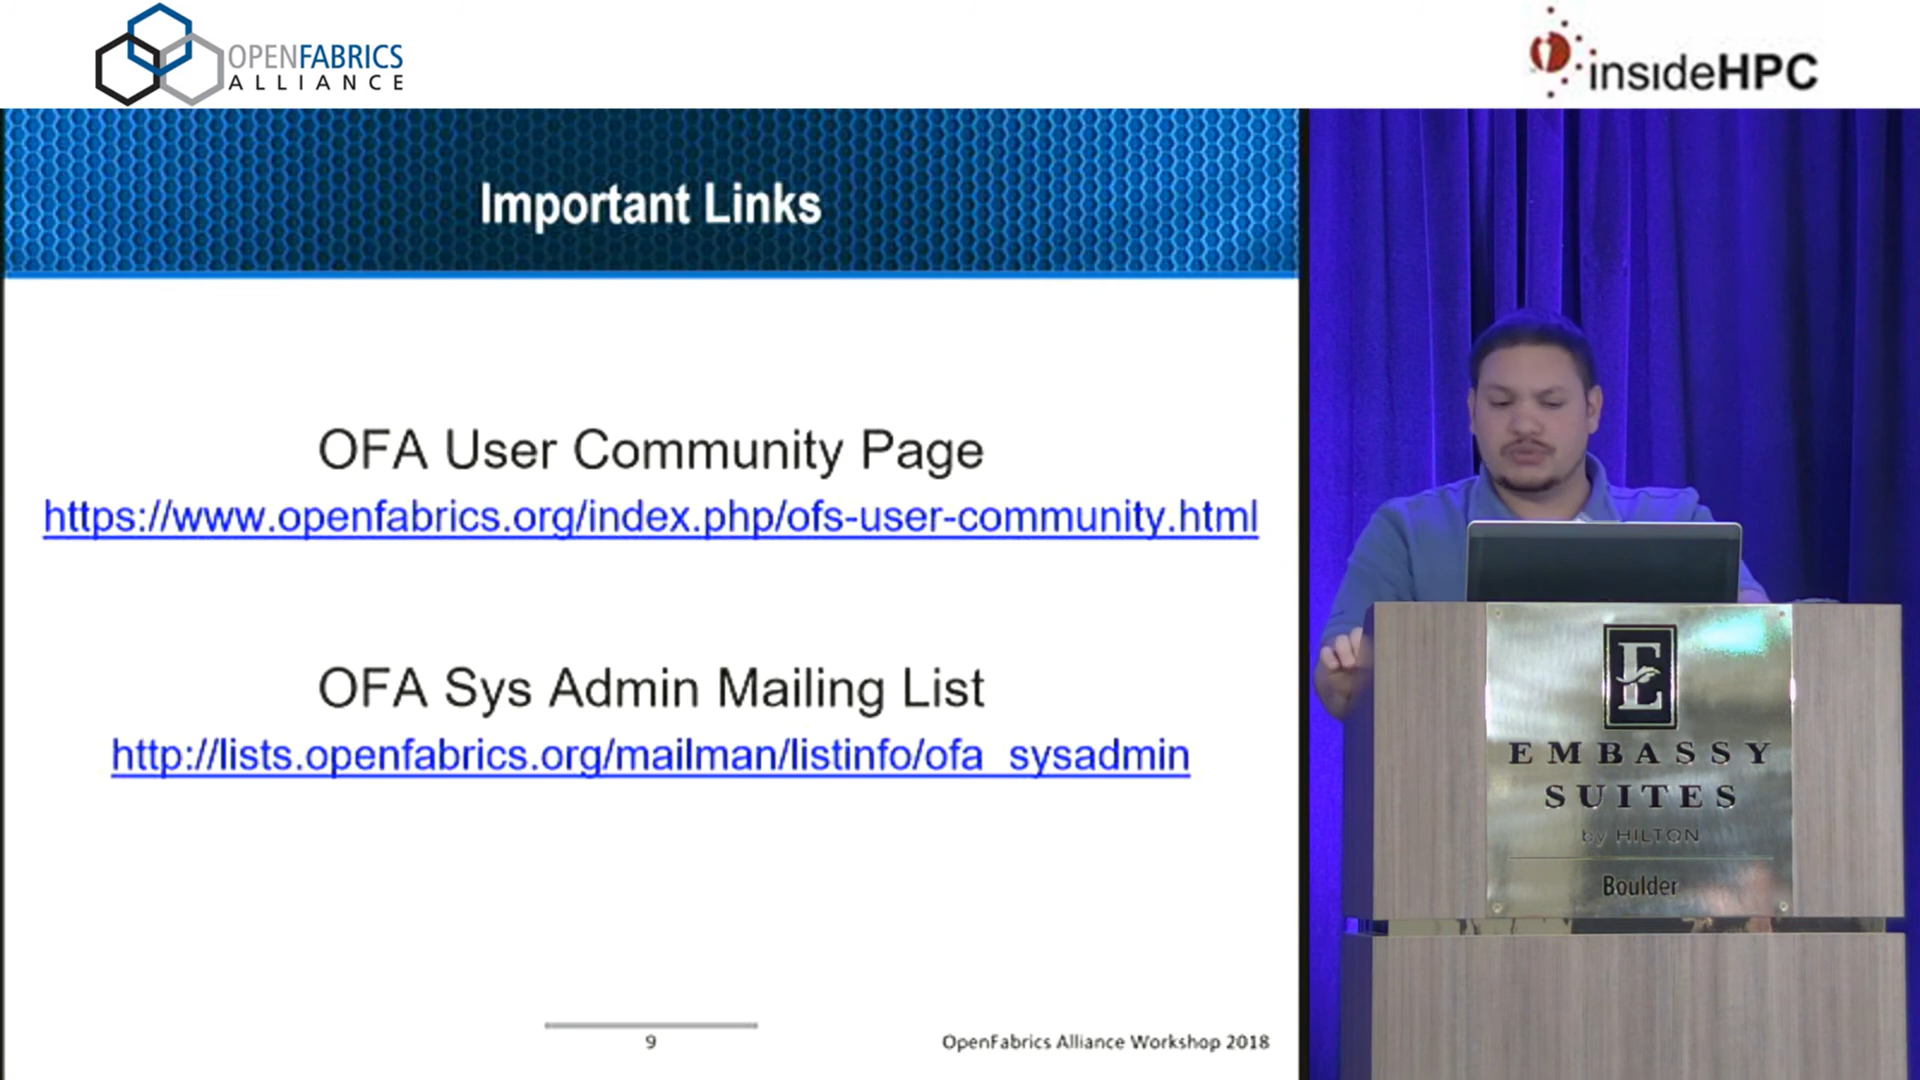 OPENFABRICS
ALLIANCE
insideHPC
Important Links
OFA User Community Page
https://www.openfabrics.org/index.php/ofs-user-community.html
OFA Sys Admin Mailing List
http://lists.openfabrics.org/mailman/listinfo/ofa_sysadmin
9
OpenFabrics Alliance Workshop 2018
E
EMBASSY
SUITES
by HILTON
Boulder